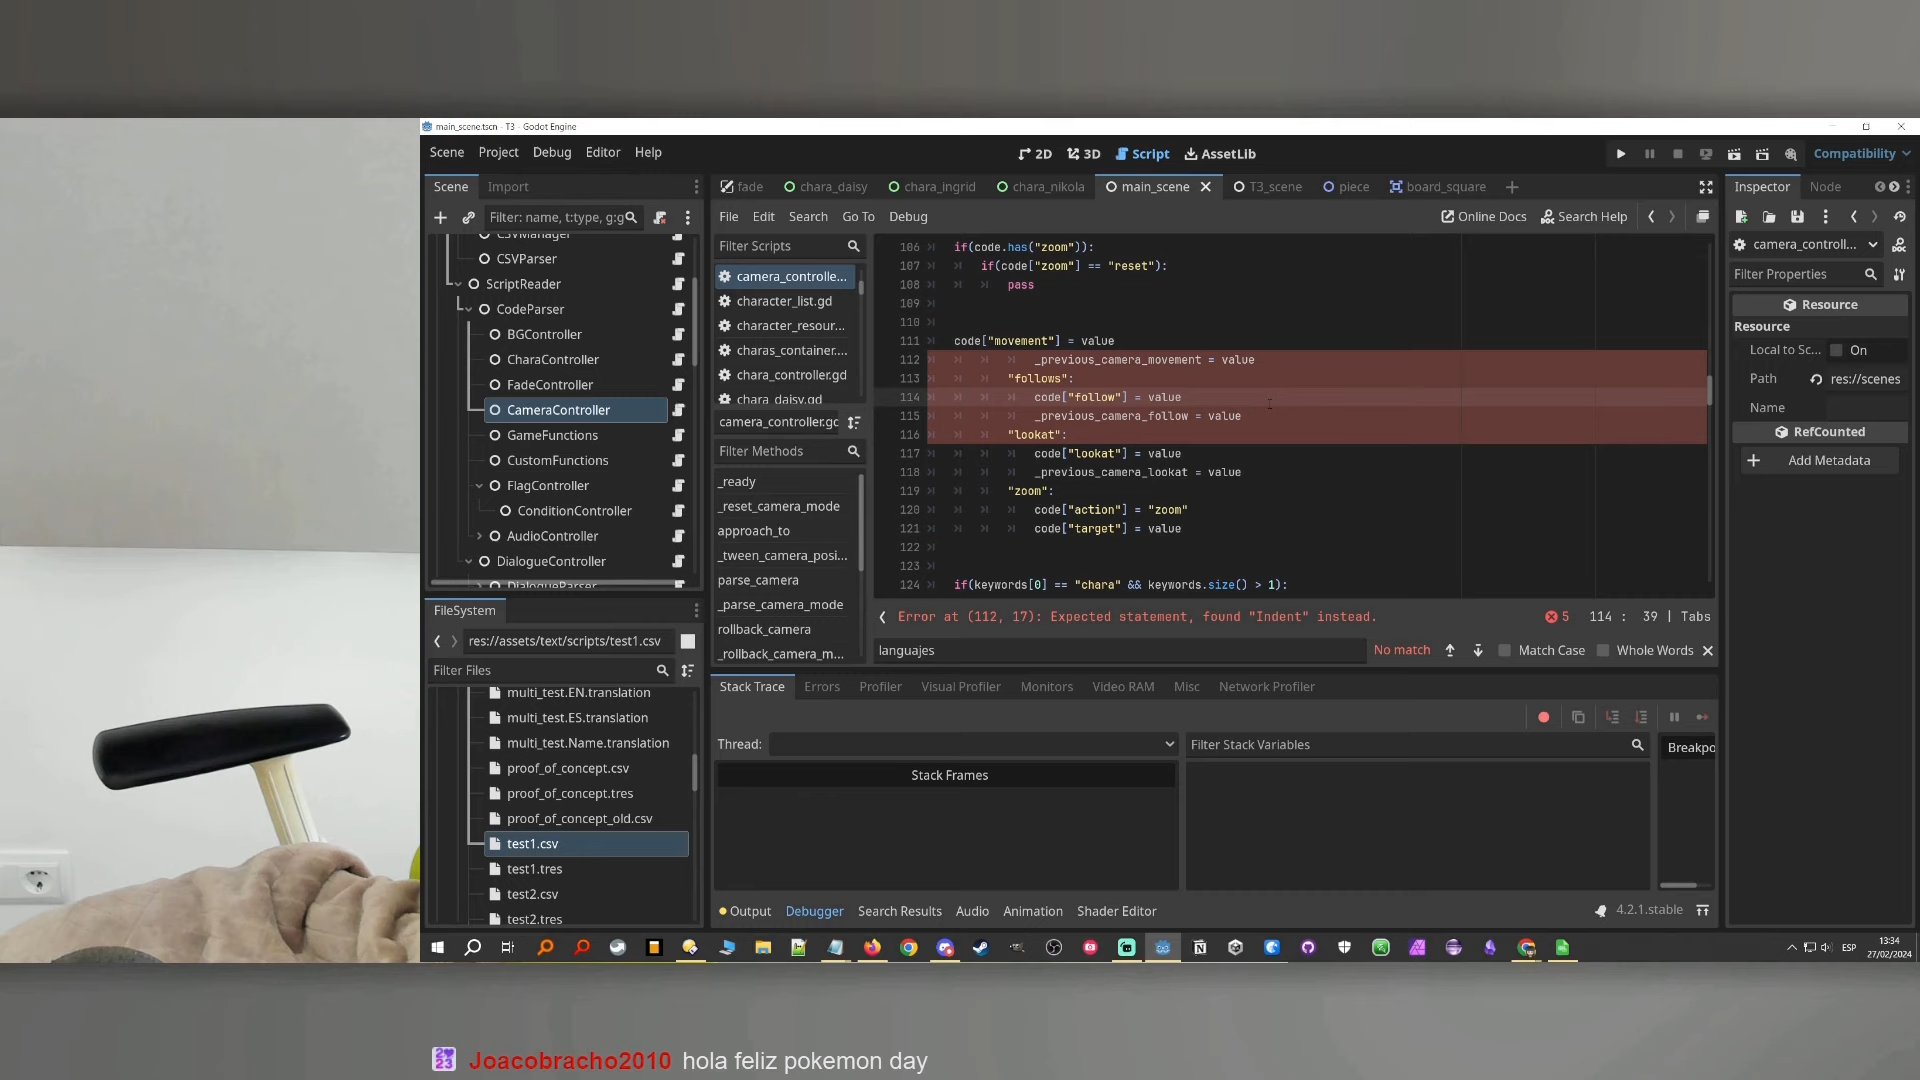 main_scene.tscn - T3 - Godot Engine
Scene Project Debug Editor Help
2D 3D Script AssetLib
Compatibility
Scene Import
Filter: name, t:type, g:g
CSVManager
CSVParser
ScriptReader
CodeParser
BGController
CharaController
FadeController
CameraController
GameFunctions
CustomFunctions
FlagController
ConditionController
AudioController
DialogueController
DialogueParser
FileSystem
res://assets/text/scripts/test1.csv
Filter Files
multi_test.EN.translation
multi_test.ES.translation
multi_test.Name.translation
proof_of_concept.csv
proof_of_concept.tres
proof_of_concept_old.csv
test1.csv
test1.tres
test2.csv
test2.tres
fade chara_daisy chara_ingrid chara_nikola main_scene T3_scene piece board_square
File Edit Search Go To Debug
Online Docs Search Help
Filter Scripts
camera_controlle...
character_list.gd
character_resour...
charas_container....
chara_controller.gd
chara_daisy.gd
camera_controller.gc
Filter Methods
_ready
_reset_camera_mode
approach_to
_tween_camera_posi...
parse_camera
_parse_camera_mode
rollback_camera
_rollback_camera_m...
106 if(code.has("zoom")):
107 if(code["zoom"] == "reset"):
108 pass
109
110
111 code["movement"] = value
112 _previous_camera_movement = value
113 "follows":
114 code["follow"] = value
115 _previous_camera_follow = value
116 "lookat":
117 code["lookat"] = value
118 _previous_camera_lookat = value
119 "zoom":
120 code["action"] = "zoom"
121 code["target"] = value
122
123
124 if(keywords[0] == "chara" && keywords.size() > 1):
Error at (112, 17): Expected statement, found "Indent" instead.
5 114 : 39 | Tabs
languajes
No match
Match Case
Whole Words
Stack Trace Errors Profiler Visual Profiler Monitors Video RAM Misc Network Profiler
Thread:
Filter Stack Variables
Breakpo
Stack Frames
Output Debugger Search Results Audio Animation Shader Editor
4.2.1.stable
Inspector Node
camera_controll...
Filter Properties
Resource
Resource
Local to Sc... On
Path res://scenes
Name
RefCounted
Add Metadata
ESP
13:34
27/02/2024
2023 Joacobracho2010 hola feliz pokemon day